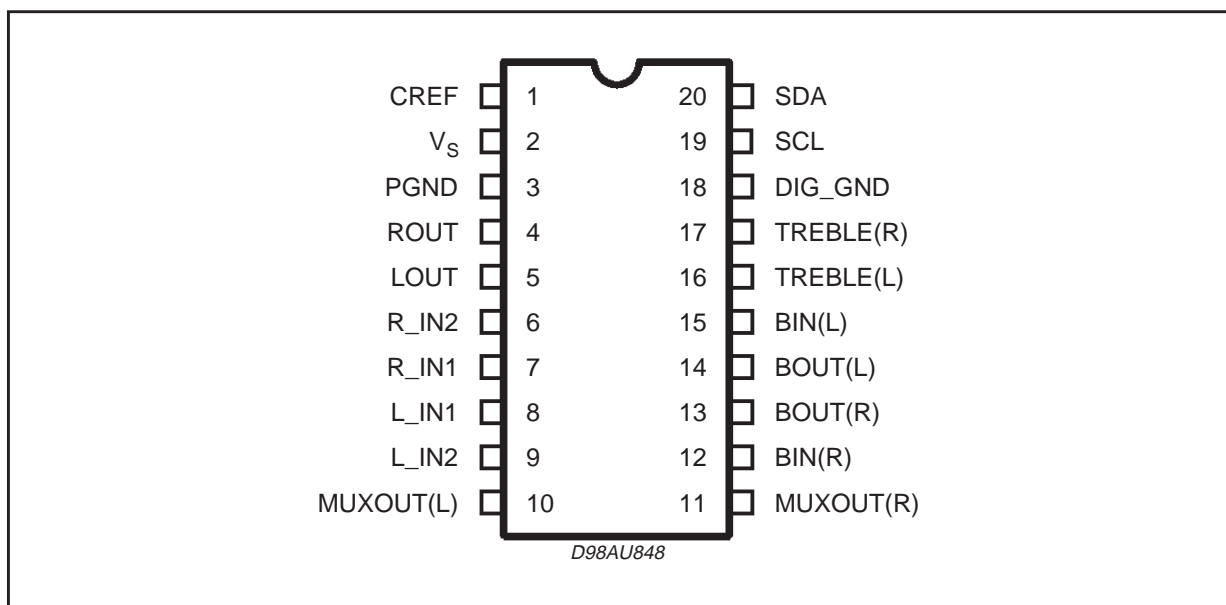 CREF 1 20 SDA
VS 2 19 SCL
PGND 3 18 DIG_GND
ROUT 4 17 TREBLE(R)
LOUT 5 16 TREBLE(L)
R_IN2 6 15 BIN(L)
R_IN1 7 14 BOUT(L)
L_IN1 8 13 BOUT(R)
L_IN2 9 12 BIN(R)
MUXOUT(L) 10 11 MUXOUT(R)
D98AU848